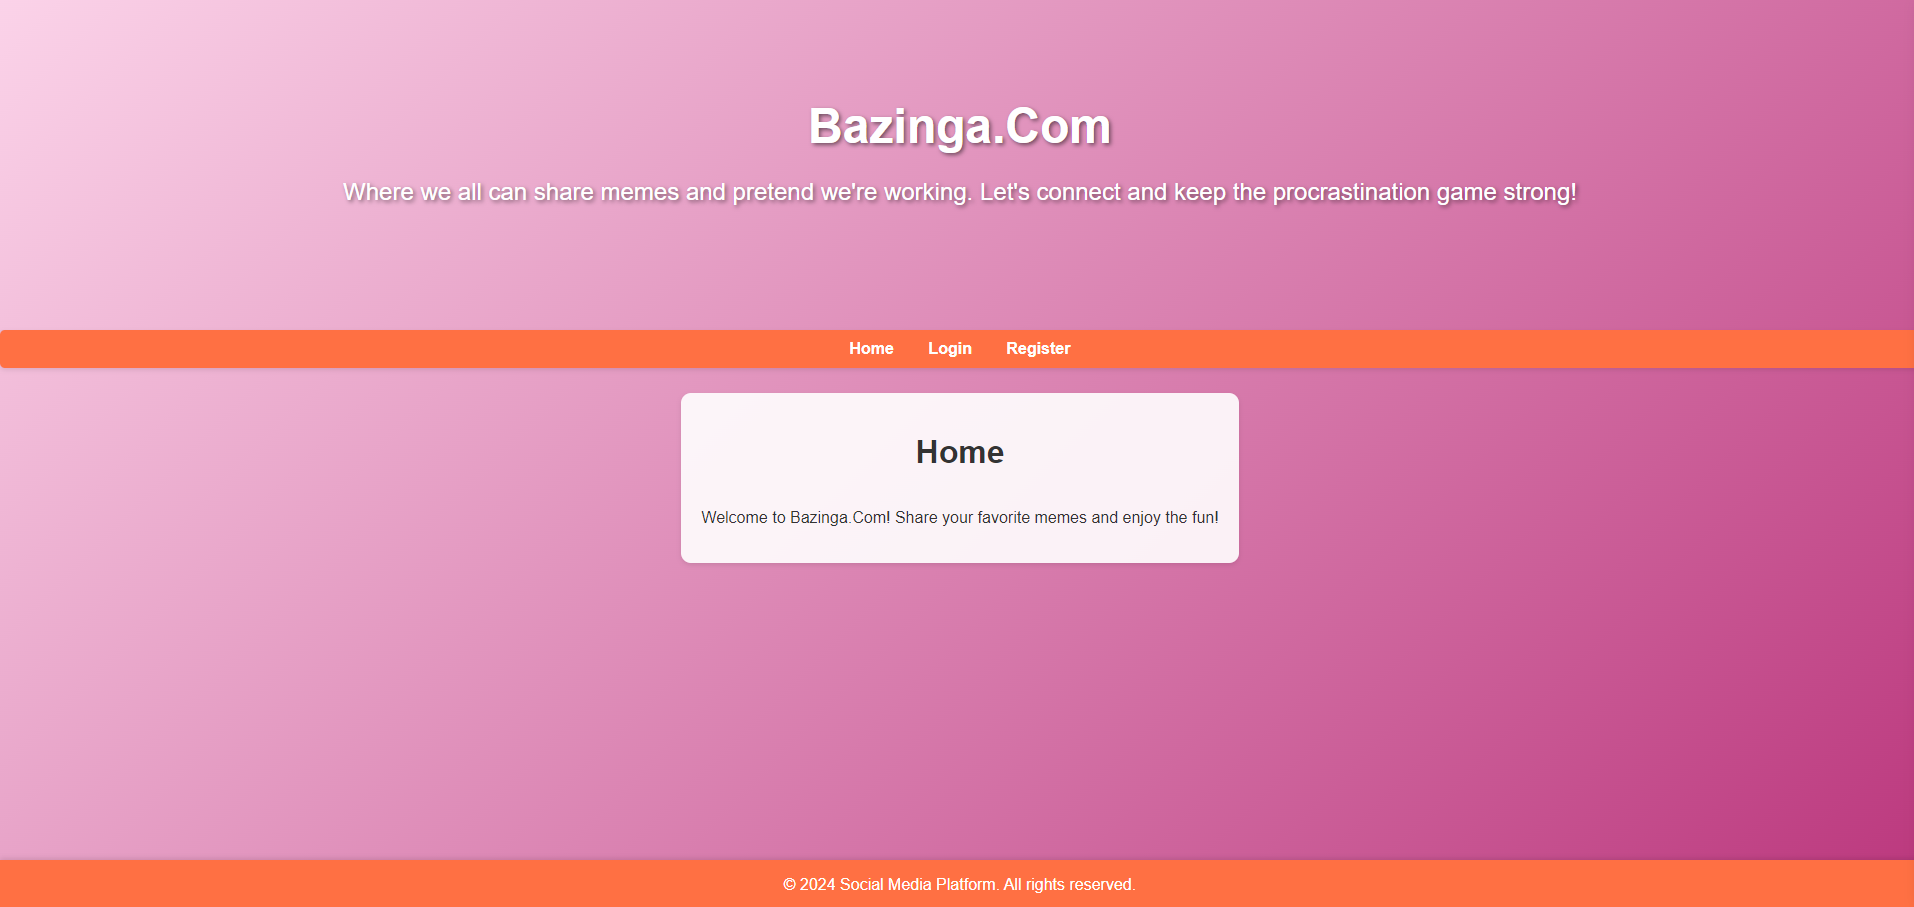 Bazinga.Com
Where we all can share memes and pretend we're working. Let's connect and keep the procrastination game strong!
Home Login Register
Home
Welcome to Bazinga.Com! Share your favorite memes and enjoy the fun!
© 2024 Social Media Platform. All rights reserved.